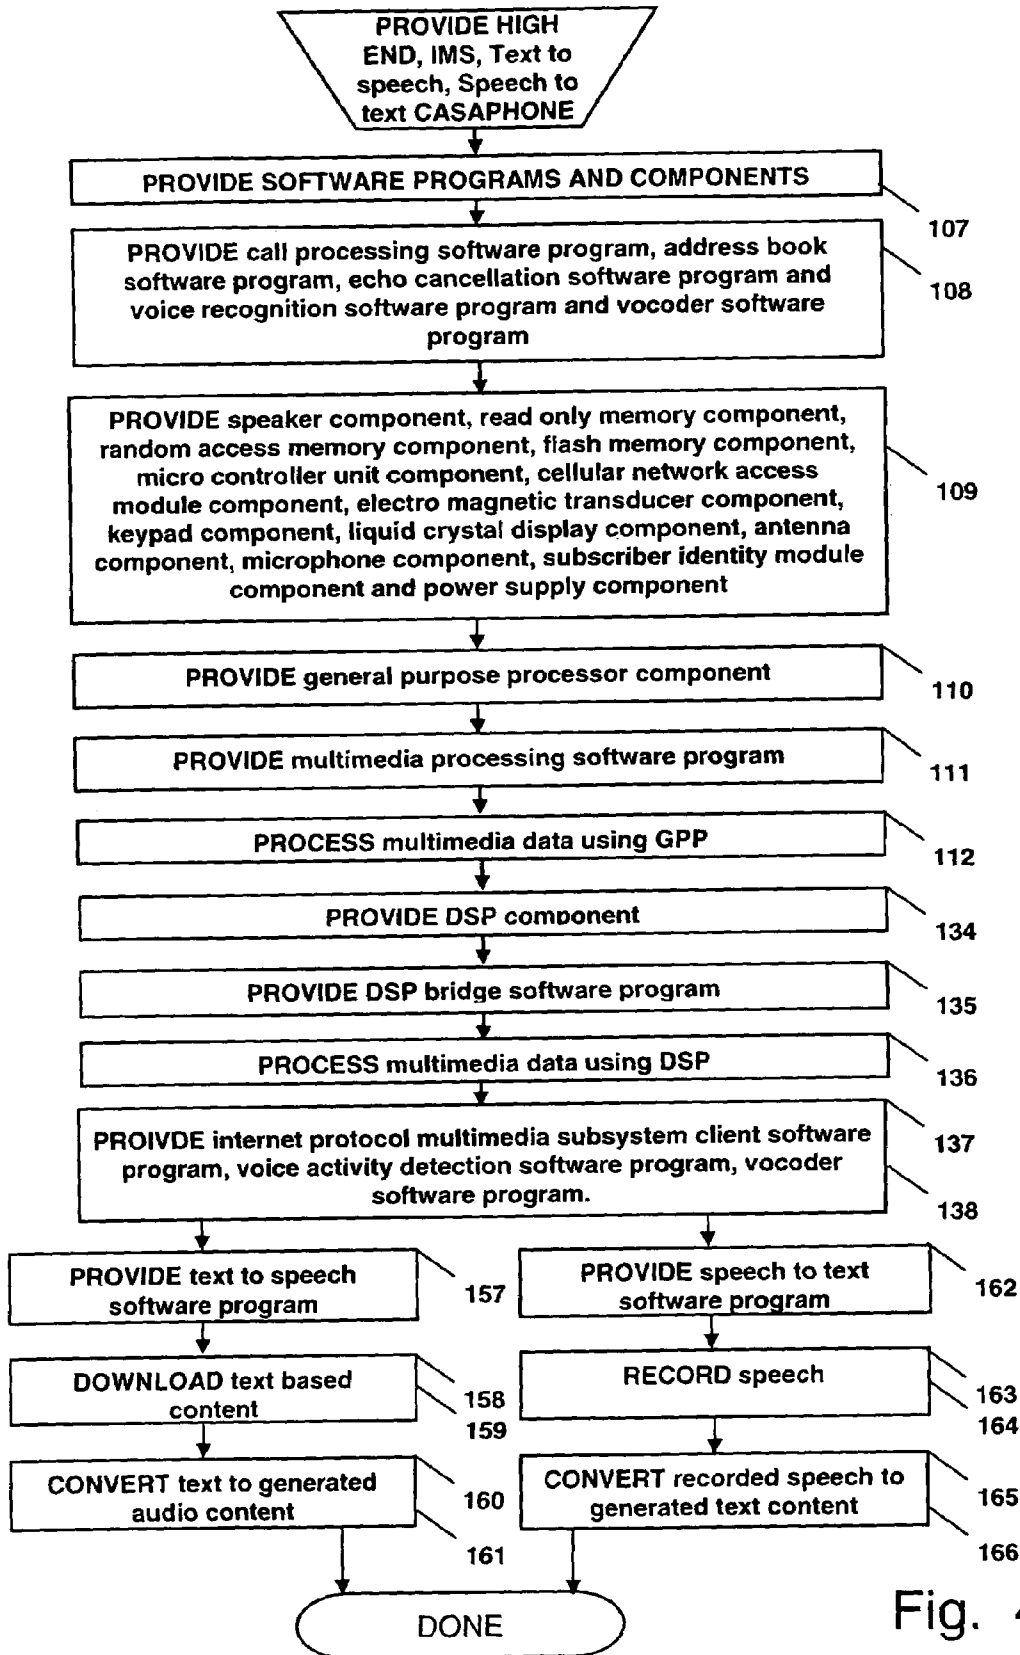 PROVIDE HIGH
END, IMS, Text to
speech, Speech to
text CASAPHONE
PROVIDE SOFTWARE PROGRAMS AND COMPONENTS
107
PROVIDE call processing software program, address book
software program, echo cancellation software program and
voice recognition software program and vocoder software
program
108
PROVIDE speaker component, read only memory component,
random access memory component, flash memory component,
micro controller unit component, cellular network access
module component, electro magnetic transducer component,
keypad component, liquid crystal display component, antenna
component, microphone component, subscriber identity module
component and power supply component
109
PROVIDE general purpose processor component
110
PROVIDE multimedia processing software program
111
PROCESS multimedia data using GPP
112
PROVIDE DSP component
134
PROVIDE DSP bridge software program
135
PROCESS multimedia data using DSP
136
PROIVDE internet protocol multimedia subsystem client software
program, voice activity detection software program, vocoder
software program.
137
138
PROVIDE text to speech
software program
157
PROVIDE speech to text
software program
162
DOWNLOAD text based
content
158
159
RECORD speech
163
164
CONVERT text to generated
audio content
160
161
CONVERT recorded speech to
generated text content
165
166
DONE
Fig.